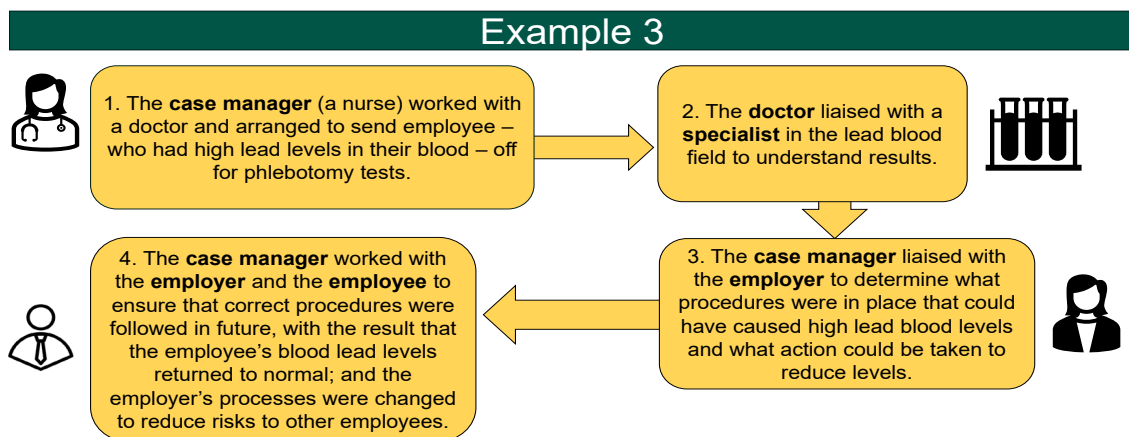 Example 3
1. The case manager (a nurse) worked with
a doctor and arranged to send employee –
who had high lead levels in their blood – off
for phlebotomy tests.
2. The doctor liaised with a
specialist in the lead blood
field to understand results.
3. The case manager liaised with
the employer to determine what
procedures were in place that could
have caused high lead blood levels
and what action could be taken to
reduce levels.
4. The case manager worked with
the employer and the employee to
ensure that correct procedures were
followed in future, with the result that
the employee’s blood lead levels
returned to normal; and the
employer’s processes were changed
to reduce risks to other employees.